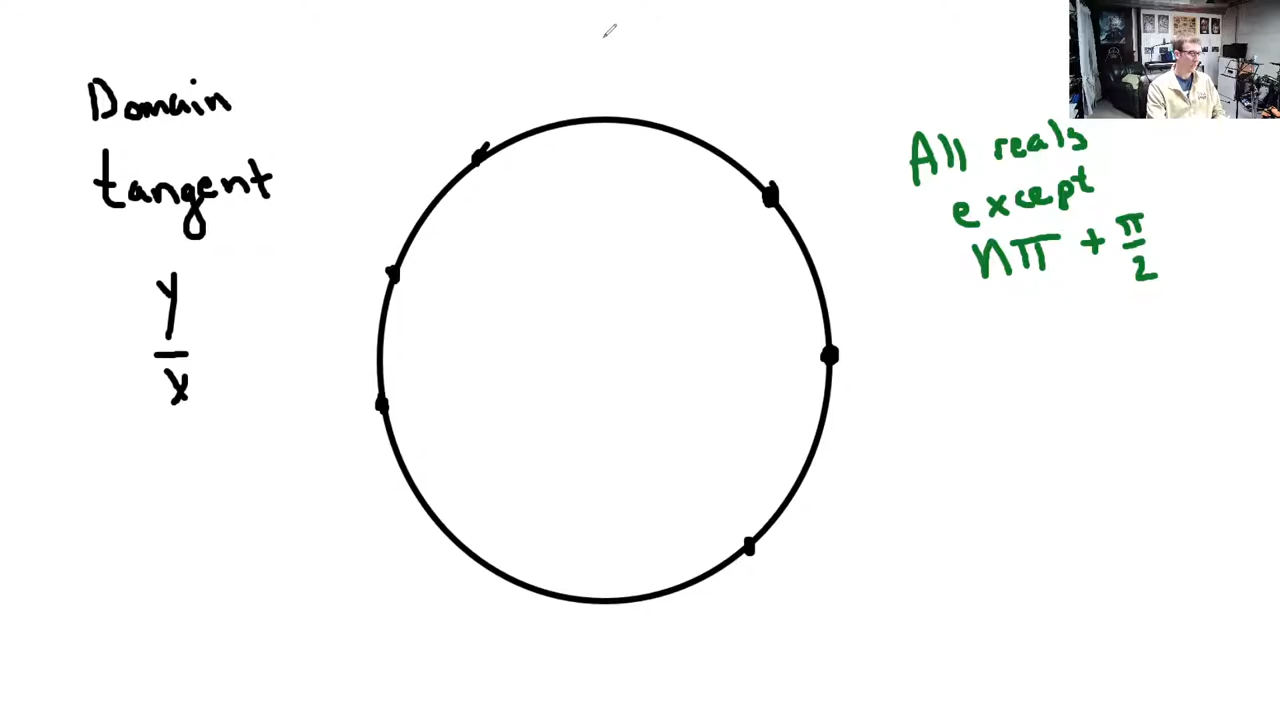 Domain
tangent
y
x
All reals
except
nπ + π
2